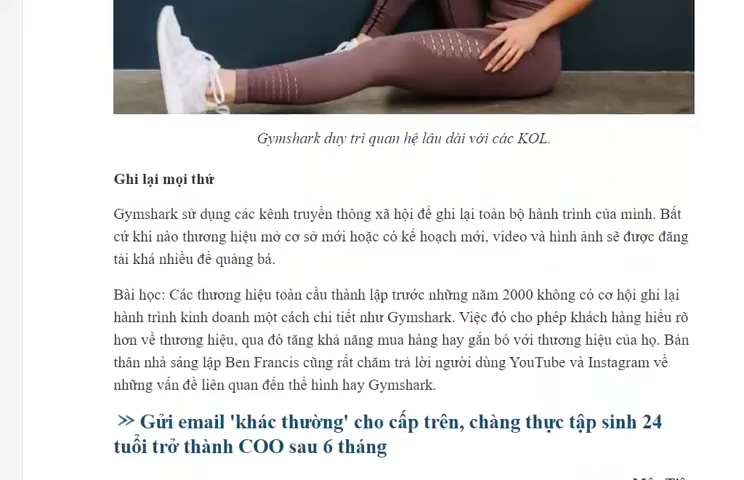 Gymshark duy trì quan hệ lâu dài với các KOL.
Ghi lại mọi thứ
Gymshark sử dụng các kênh truyền thông xã hội để ghi lại toàn bộ hành trình của mình. Bất
cứ khi nào thương hiệu mở cơ sở mới hoặc có kế hoạch mới, video và hình ảnh sẽ được đăng
tải khá nhiều để quảng bá.
Bài học: Các thương hiệu toàn cầu thành lập trước những năm 2000 không có cơ hội ghi lại
hành trình kinh doanh một cách chi tiết như Gymshark. Việc đó cho phép khách hàng hiểu rõ
hơn về thương hiệu, qua đó tăng khả năng mua hàng hay gắn bó với thương hiệu của họ. Bản
thân nhà sáng lập Ben Francis cũng rất chăm trả lời người dùng YouTube và Instagram về
những vấn đề liên quan đến thể hình hay Gymshark.
>> Gửi email 'khác thường' cho cấp trên, chàng thực tập sinh 24
tuổi trở thành COO sau 6 tháng